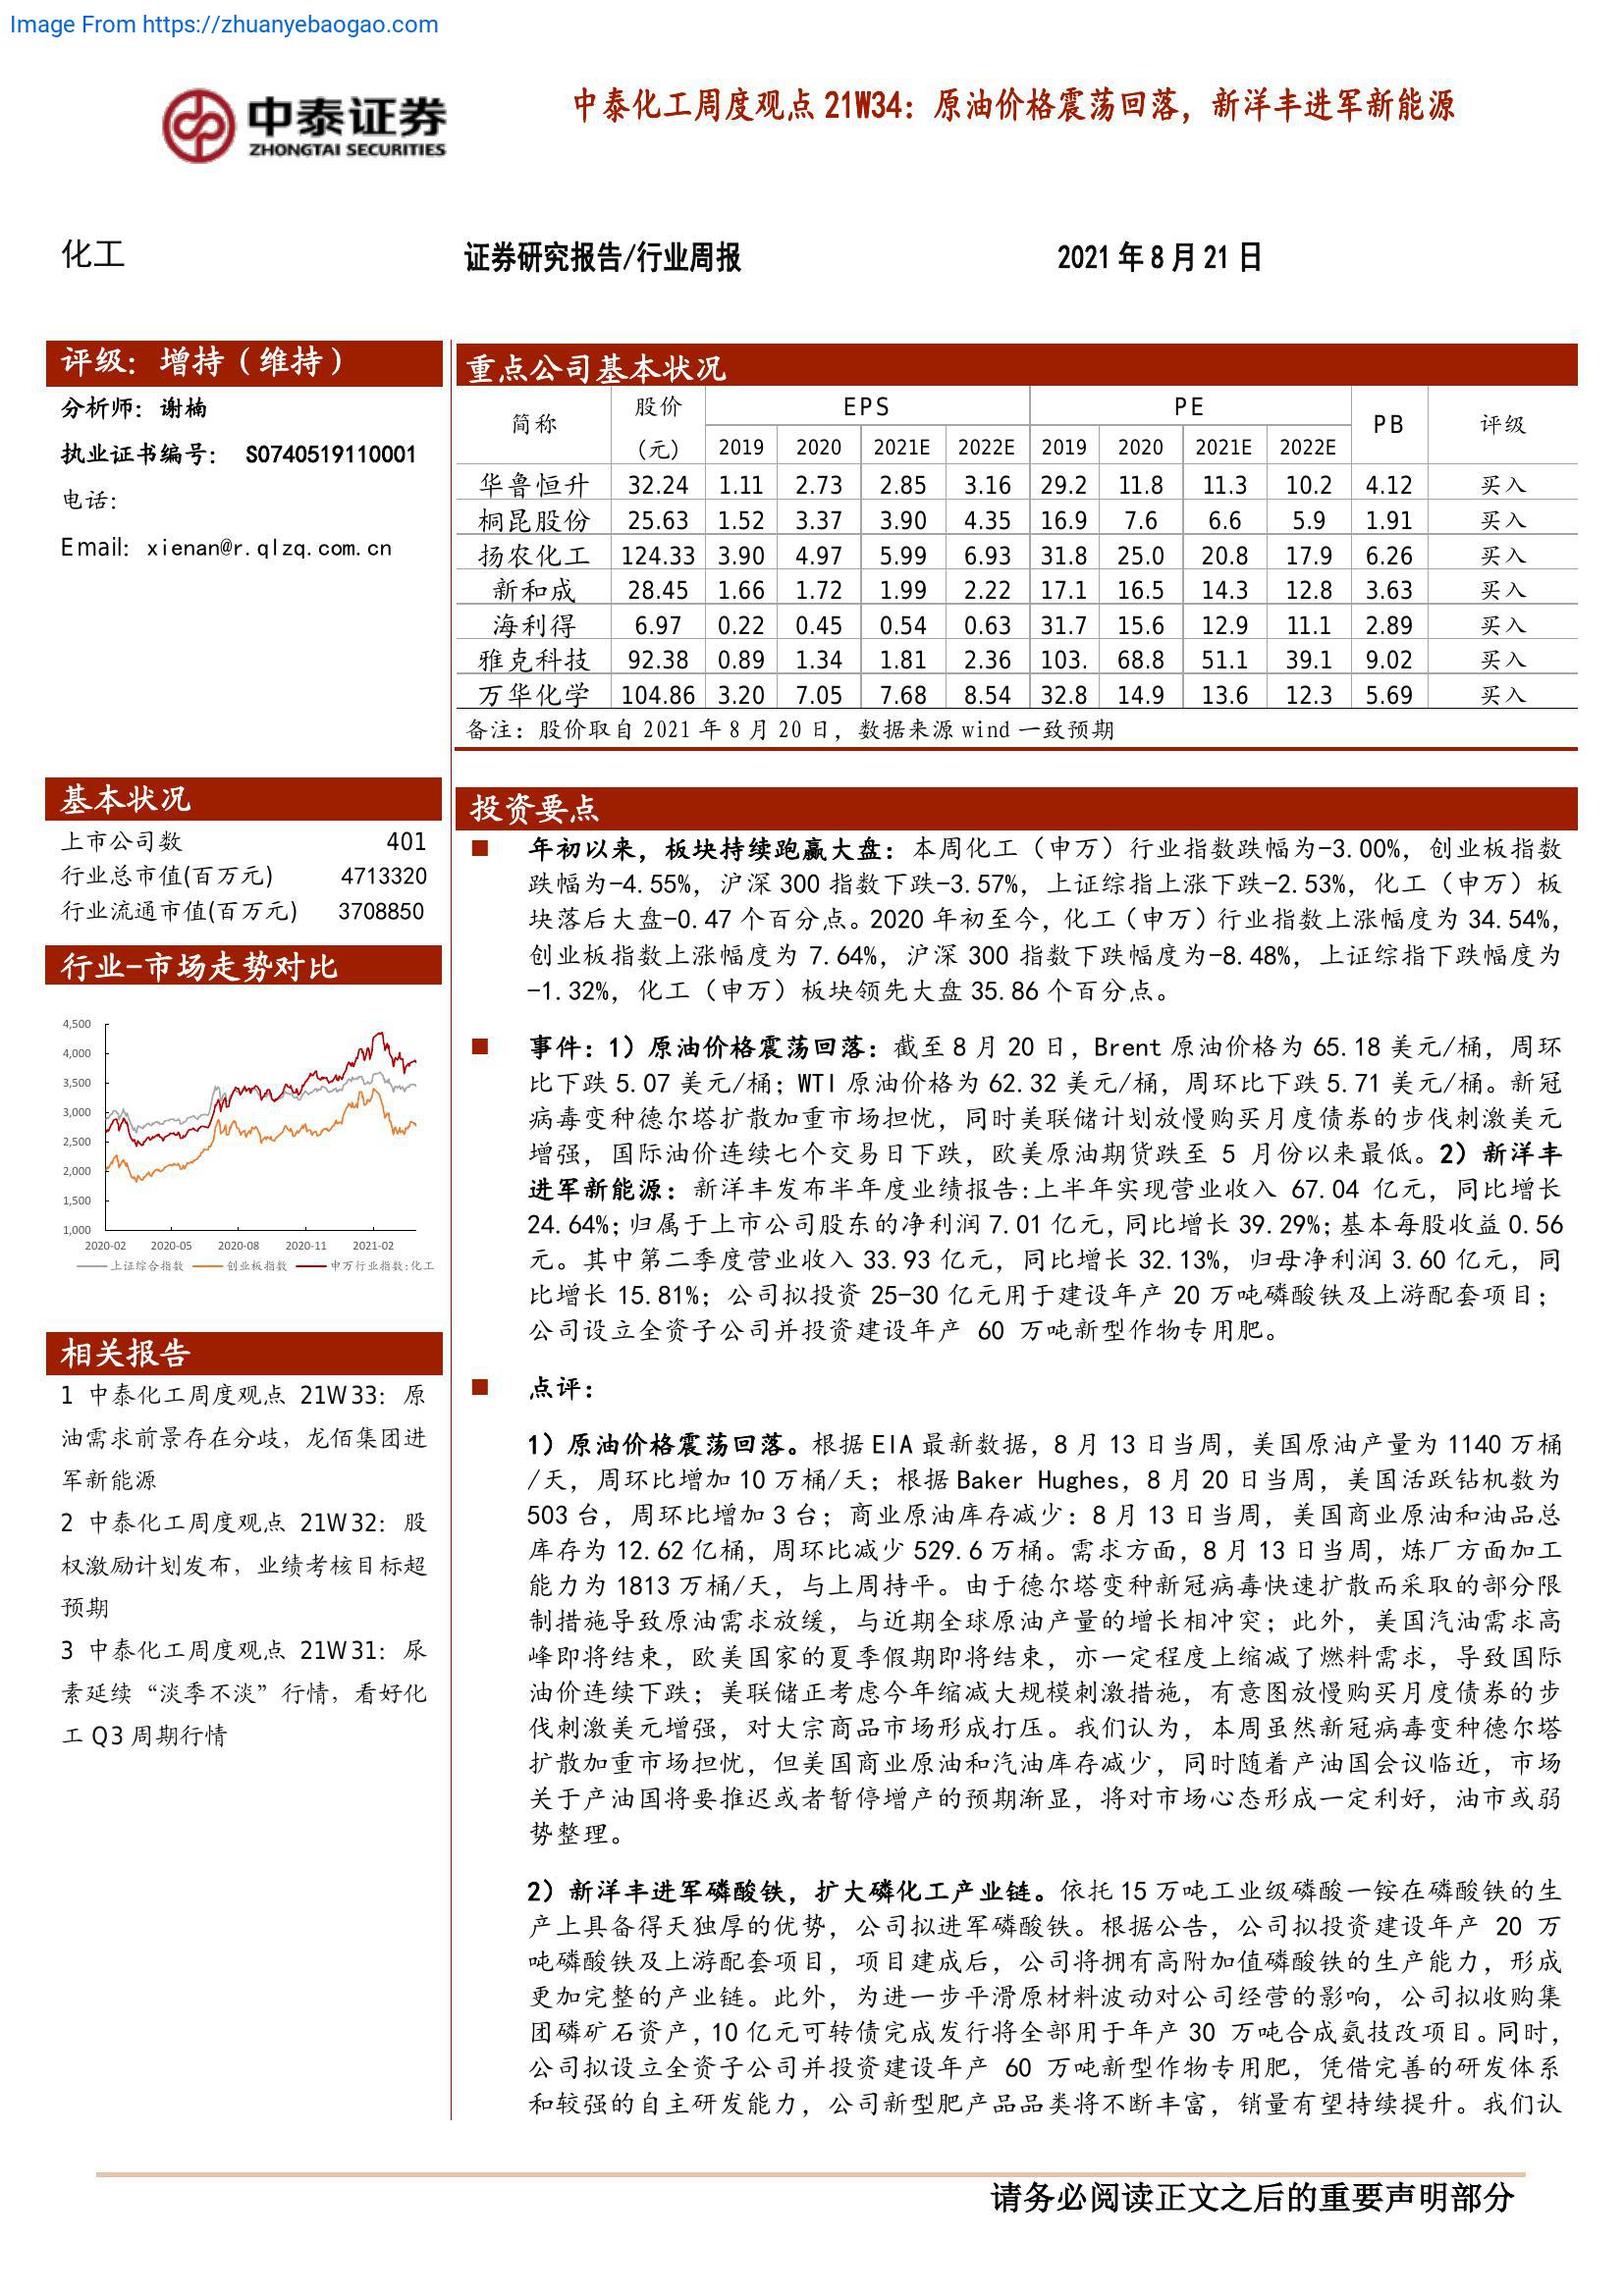 Image From https://zhuanyebaogao.com
中泰证券
ZHONGTAI SECURITIES
中泰化工周度观点 21W34：原油价格震荡回落，新洋丰进军新能源
化工
证券研究报告/行业周报
2021 年 8 月 21 日
评级：增持（维持）
分析师：谢楠
执业证书编号： S0740519110001
电话：
Email：xienan@r.qlzq.com.cn
基本状况
上市公司数 401
行业总市值(百万元) 4713320
行业流通市值(百万元) 3708850
行业-市场走势对比
4,500
4,000
3,500
3,000
2,500
2,000
1,500
1,000
2020-02 2020-05 2020-08 2020-11 2021-02
上证综合指数 创业板指数 申万行业指数:化工
相关报告
1 中泰化工周度观点 21W33：原
油需求前景存在分歧，龙佰集团进
军新能源
2 中泰化工周度观点 21W32：股
权激励计划发布，业绩考核目标超
预期
3 中泰化工周度观点 21W31：尿
素延续“淡季不淡”行情，看好化
工 Q3 周期行情
重点公司基本状况
简称 股价 EPS PE PB 评级
(元) 2019 2020 2021E 2022E 2019 2020 2021E 2022E
华鲁恒升 32.24 1.11 2.73 2.85 3.16 29.2 11.8 11.3 10.2 4.12 买入
桐昆股份 25.63 1.52 3.37 3.90 4.35 16.9 7.6 6.6 5.9 1.91 买入
扬农化工 124.33 3.90 4.97 5.99 6.93 31.8 25.0 20.8 17.9 6.26 买入
新和成 28.45 1.66 1.72 1.99 2.22 17.1 16.5 14.3 12.8 3.63 买入
海利得 6.97 0.22 0.45 0.54 0.63 31.7 15.6 12.9 11.1 2.89 买入
雅克科技 92.38 0.89 1.34 1.81 2.36 103. 68.8 51.1 39.1 9.02 买入
万华化学 104.86 3.20 7.05 7.68 8.54 32.8 14.9 13.6 12.3 5.69 买入
备注：股价取自 2021 年 8 月 20 日，数据来源 wind 一致预期
投资要点
■ 年初以来，板块持续跑赢大盘：本周化工（申万）行业指数跌幅为-3.00%，创业板指数
跌幅为-4.55%，沪深 300 指数下跌-3.57%，上证综指上涨下跌-2.53%，化工（申万）板
块落后大盘-0.47 个百分点。2020 年初至今，化工（申万）行业指数上涨幅度为 34.54%，
创业板指数上涨幅度为 7.64%，沪深 300 指数下跌幅度为-8.48%，上证综指下跌幅度为
-1.32%，化工（申万）板块领先大盘 35.86 个百分点。
■ 事件：1）原油价格震荡回落：截至 8 月 20 日，Brent 原油价格为 65.18 美元/桶，周环
比下跌 5.07 美元/桶；WTI 原油价格为 62.32 美元/桶，周环比下跌 5.71 美元/桶。新冠
病毒变种德尔塔扩散加重市场担忧，同时美联储计划放慢购买月度债券的步伐刺激美元
增强，国际油价连续七个交易日下跌，欧美原油期货跌至 5 月份以来最低。2）新洋丰
进军新能源：新洋丰发布半年度业绩报告:上半年实现营业收入 67.04 亿元，同比增长
24.64%；归属于上市公司股东的净利润 7.01 亿元，同比增长 39.29%；基本每股收益 0.56
元。其中第二季度营业收入 33.93 亿元，同比增长 32.13%，归母净利润 3.60 亿元，同
比增长 15.81%；公司拟投资 25-30 亿元用于建设年产 20 万吨磷酸铁及上游配套项目；
公司设立全资子公司并投资建设年产 60 万吨新型作物专用肥。
■ 点评：
1）原油价格震荡回落。根据 EIA 最新数据，8 月 13 日当周，美国原油产量为 1140 万桶
/天，周环比增加 10 万桶/天；根据 Baker Hughes，8 月 20 日当周，美国活跃钻机数为
503 台，周环比增加 3 台；商业原油库存减少：8 月 13 日当周，美国商业原油和油品总
库存为 12.62 亿桶，周环比减少 529.6 万桶。需求方面，8 月 13 日当周，炼厂方面加工
能力为 1813 万桶/天，与上周持平。由于德尔塔变种新冠病毒快速扩散而采取的部分限
制措施导致原油需求放缓，与近期全球原油产量的增长相冲突；此外，美国汽油需求高
峰即将结束，欧美国家的夏季假期即将结束，亦一定程度上缩减了燃料需求，导致国际
油价连续下跌；美联储正考虑今年缩减大规模刺激措施，有意图放慢购买月度债券的步
伐刺激美元增强，对大宗商品市场形成打压。我们认为，本周虽然新冠病毒变种德尔塔
扩散加重市场担忧，但美国商业原油和汽油库存减少，同时随着产油国会议临近，市场
关于产油国将要推迟或者暂停增产的预期渐显，将对市场心态形成一定利好，油市或弱
势整理。
2）新洋丰进军磷酸铁，扩大磷化工产业链。依托 15 万吨工业级磷酸一铵在磷酸铁的生
产上具备得天独厚的优势，公司拟进军磷酸铁。根据公告，公司拟投资建设年产 20 万
吨磷酸铁及上游配套项目，项目建成后，公司将拥有高附加值磷酸铁的生产能力，形成
更加完整的产业链。此外，为进一步平滑原材料波动对公司经营的影响，公司拟收购集
团磷矿石资产，10 亿元可转债完成发行将全部用于年产 30 万吨合成氨技改项目。同时，
公司拟设立全资子公司并投资建设年产 60 万吨新型作物专用肥，凭借完善的研发体系
和较强的自主研发能力，公司新型肥产品品类将不断丰富，销量有望持续提升。我们认
请务必阅读正文之后的重要声明部分